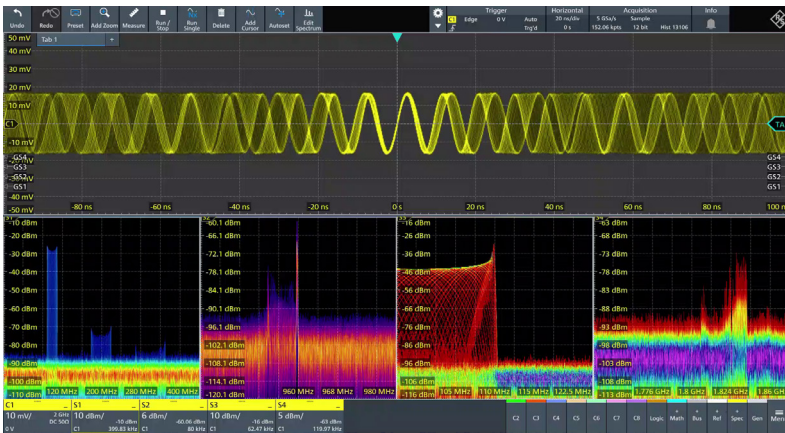 Undo Redo Preset Add Zoom Measure Run / Stop Run Single Delete Add Cursor Autoset Edit Spectrum
Trigger Horizontal Acquisition Info
C1 Edge 0 V Auto 20 ns/div 5 GSa/s Sample
Trig'd 0 s 152.06 kpts 12 bit Hist 13106
50 mV Tab 1 +
40 mV
30 mV
20 mV
10 mV
C1 TA
-10 mV
GS4 GS4
GS3 GS3
GS2 GS2
GS1 GS1
-40 mV
-50 mV -80 ns -60 ns -40 ns -20 ns 0 s 20 ns 40 ns 60 ns 80 ns 100 n
-10 dBm -60.1 dBm -16 dBm -63 dBm
-20 dBm -66.1 dBm -26 dBm -68 dBm
-30 dBm -72.1 dBm -36 dBm -73 dBm
-40 dBm -78.1 dBm -46 dBm -78 dBm
-50 dBm -84.1 dBm -56 dBm -83 dBm
-60 dBm -90.1 dBm -66 dBm -88 dBm
-70 dBm -96.1 dBm -76 dBm -93 dBm
-80 dBm -102.1 dBm -86 dBm -98 dBm
-90 dBm -108.1 dBm -96 dBm -103 dBm
-100 dBm -114.1 dBm -106 dBm -108 dBm
-110 dBm 120 MHz 200 MHz 280 MHz 400 MHz -120.1 dBm 960 MHz 968 MHz 980 MHz -116 dBm 105 MHz 110 MHz 115 MHz 122.5 MHz -113 dBm 1.776 GHz 1.8 GHz 1.824 GHz 1.86 GH
C1 S1 S2 S3 S4
10 mV/ 2 GHz 10 dBm/ 6 dBm/ 10 dBm/ 5 dBm/
DC 50Ω -10 dBm -60.06 dBm -16 dBm -63 dBm
0 V C1 399.83 kHz C1 80 kHz C1 62.47 kHz C1 119.97 kHz
C2 C3 C4 C5 C6 C7 C8 Logic Math Bus Ref Spec Gen Menu